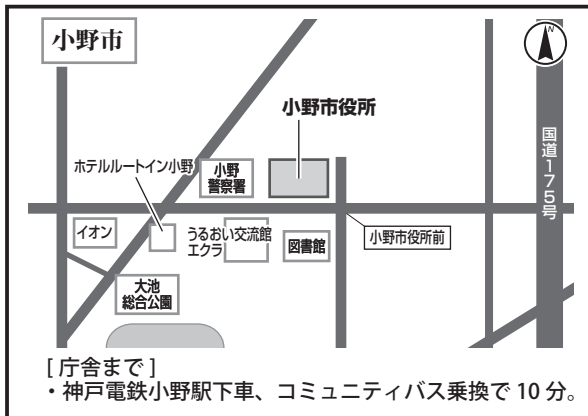 小野市
N
小野市役所
国道175号
ホテルルートイン小野
小野
警察署
イオン
うるおい交流館
エクラ
図書館
小野市役所前
大池
総合公園
[庁舎まで]
・神戸電鉄小野駅下車、コミュニティバス乗換で10分。